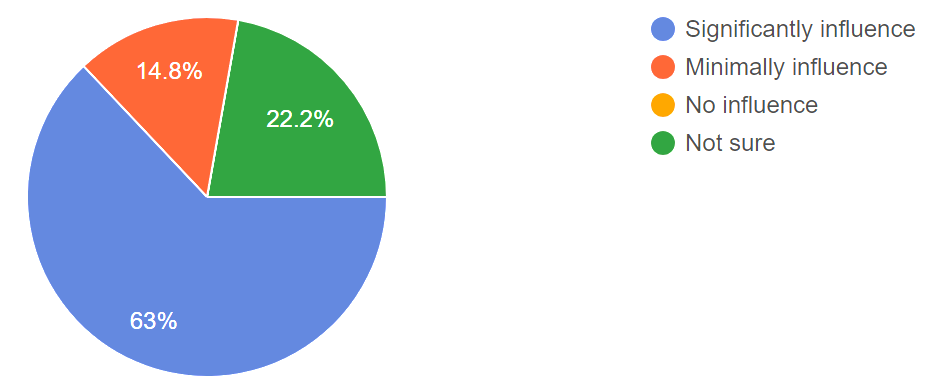 14.8%
22.2%
63%
Significantly influence
Minimally influence
No influence
Not sure